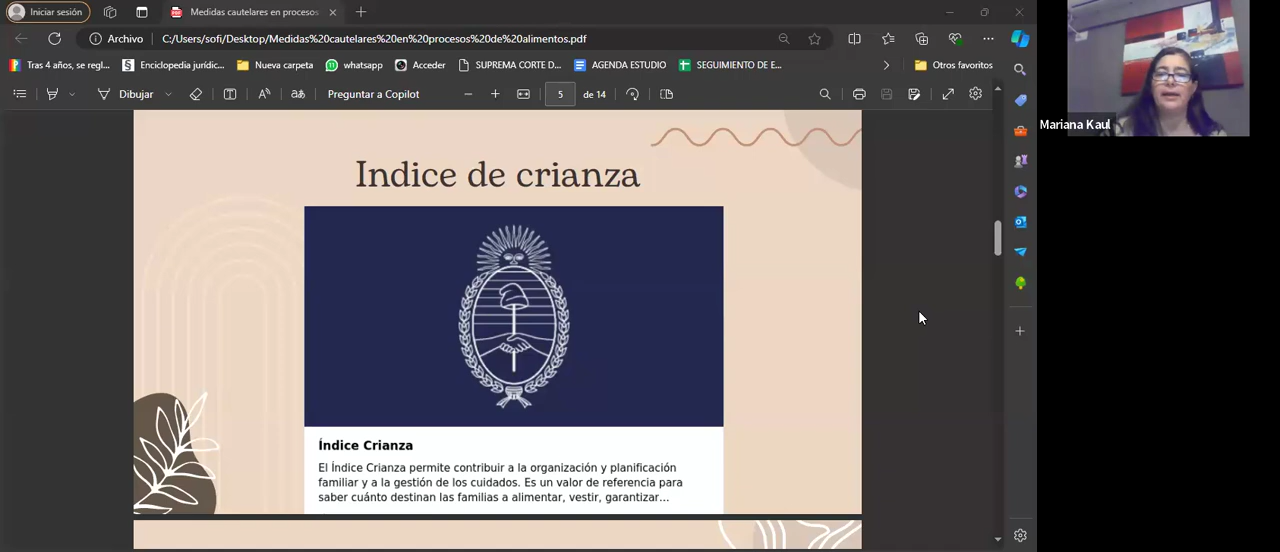 Iniciar sesión
Medidas cautelares en procesos
Archivo
C:/Users/sofi/Desktop/Medidas%20cautelares%20en%20procesos%20de%20alimentos.pdf
Tras 4 años, se regl...
Enciclopedia jurídic...
Nueva carpeta
whatsapp
Acceder
SUPREMA CORTE D...
AGENDA ESTUDIO
SEGUIMIENTO DE E...
Otros favoritos
Dibujar
Preguntar a Copilot
5
de 14
Mariana Kaul
Indice de crianza
Índice Crianza
El Índice Crianza permite contribuir a la organización y planificación
familiar y a la gestión de los cuidados. Es un valor de referencia para
saber cuánto destinan las familias a alimentar, vestir, garantizar...